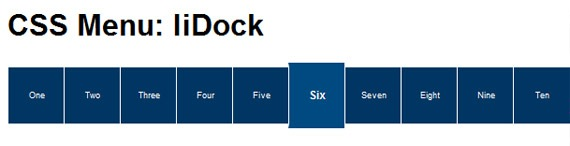 CSS Menu: liDock
One Two Three Four Five Six Seven Eight Nine Ten